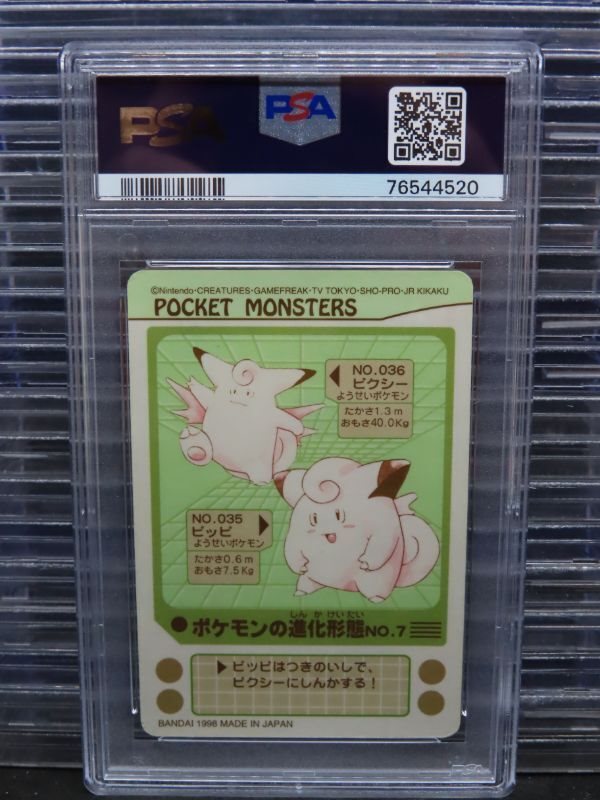 PSA
PSA
76544520
©Nintendo・CREATURES・GAMEFREAK・TV TOKYO・SHO-PRO・JR KIKAKU
POCKET MONSTERS
NO.036
ピクシー
ようせいポケモン
たかさ1.3m
おもさ40.0Kg
NO.035
ピッピ
ようせいポケモン
たかさ0.6m
おもさ7.5Kg
しん か けいたい
ポケモンの進化形態NO.7
ピッピはつきのいしで、
ピクシーにしんかする!
BANDAI 1998 MADE IN JAPAN
PSA